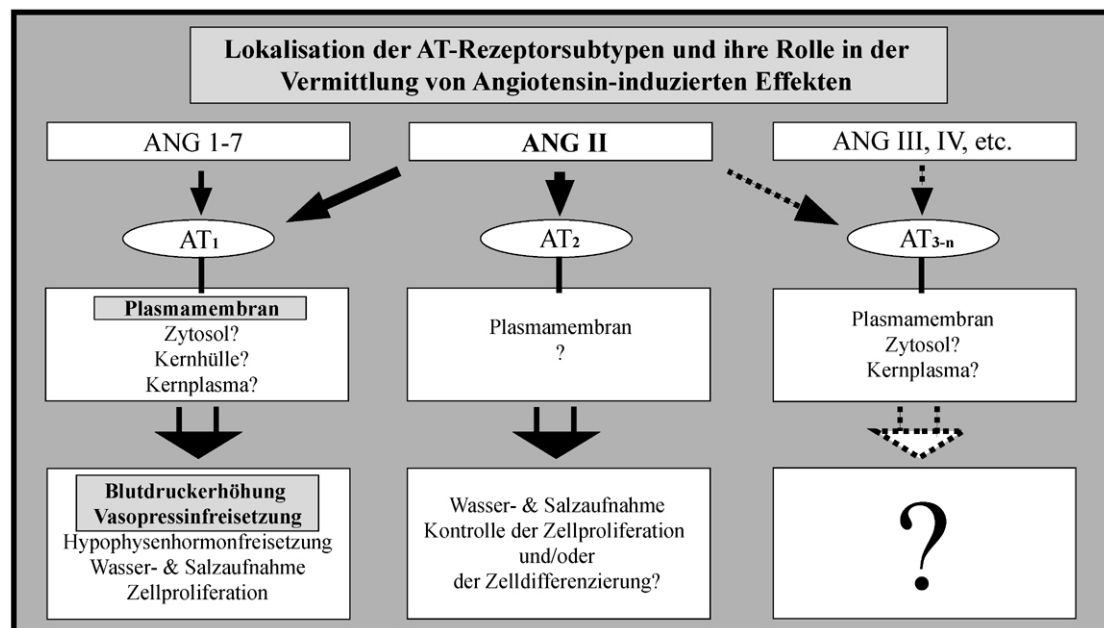 Lokalisation der AT-Rezeptorsubtypen und ihre Rolle in der
Vermittlung von Angiotensin-induzierten Effekten
ANG 1-7
ANG II
ANG III, IV, etc.
AT1
AT2
AT3-n
Plasmamembran
Zytosol?
Kernhülle?
Kernplasma?
Plasmamembran
?
Plasmamembran
Zytosol?
Kernplasma?
Blutdruckerhöhung
Vasopressinfreisetzung
Hypophysenhormonfreisetzung
Wasser- & Salzaufnahme
Zellproliferation
Wasser- & Salzaufnahme
Kontrolle der Zellproliferation
und/oder
der Zelldifferenzierung?
?